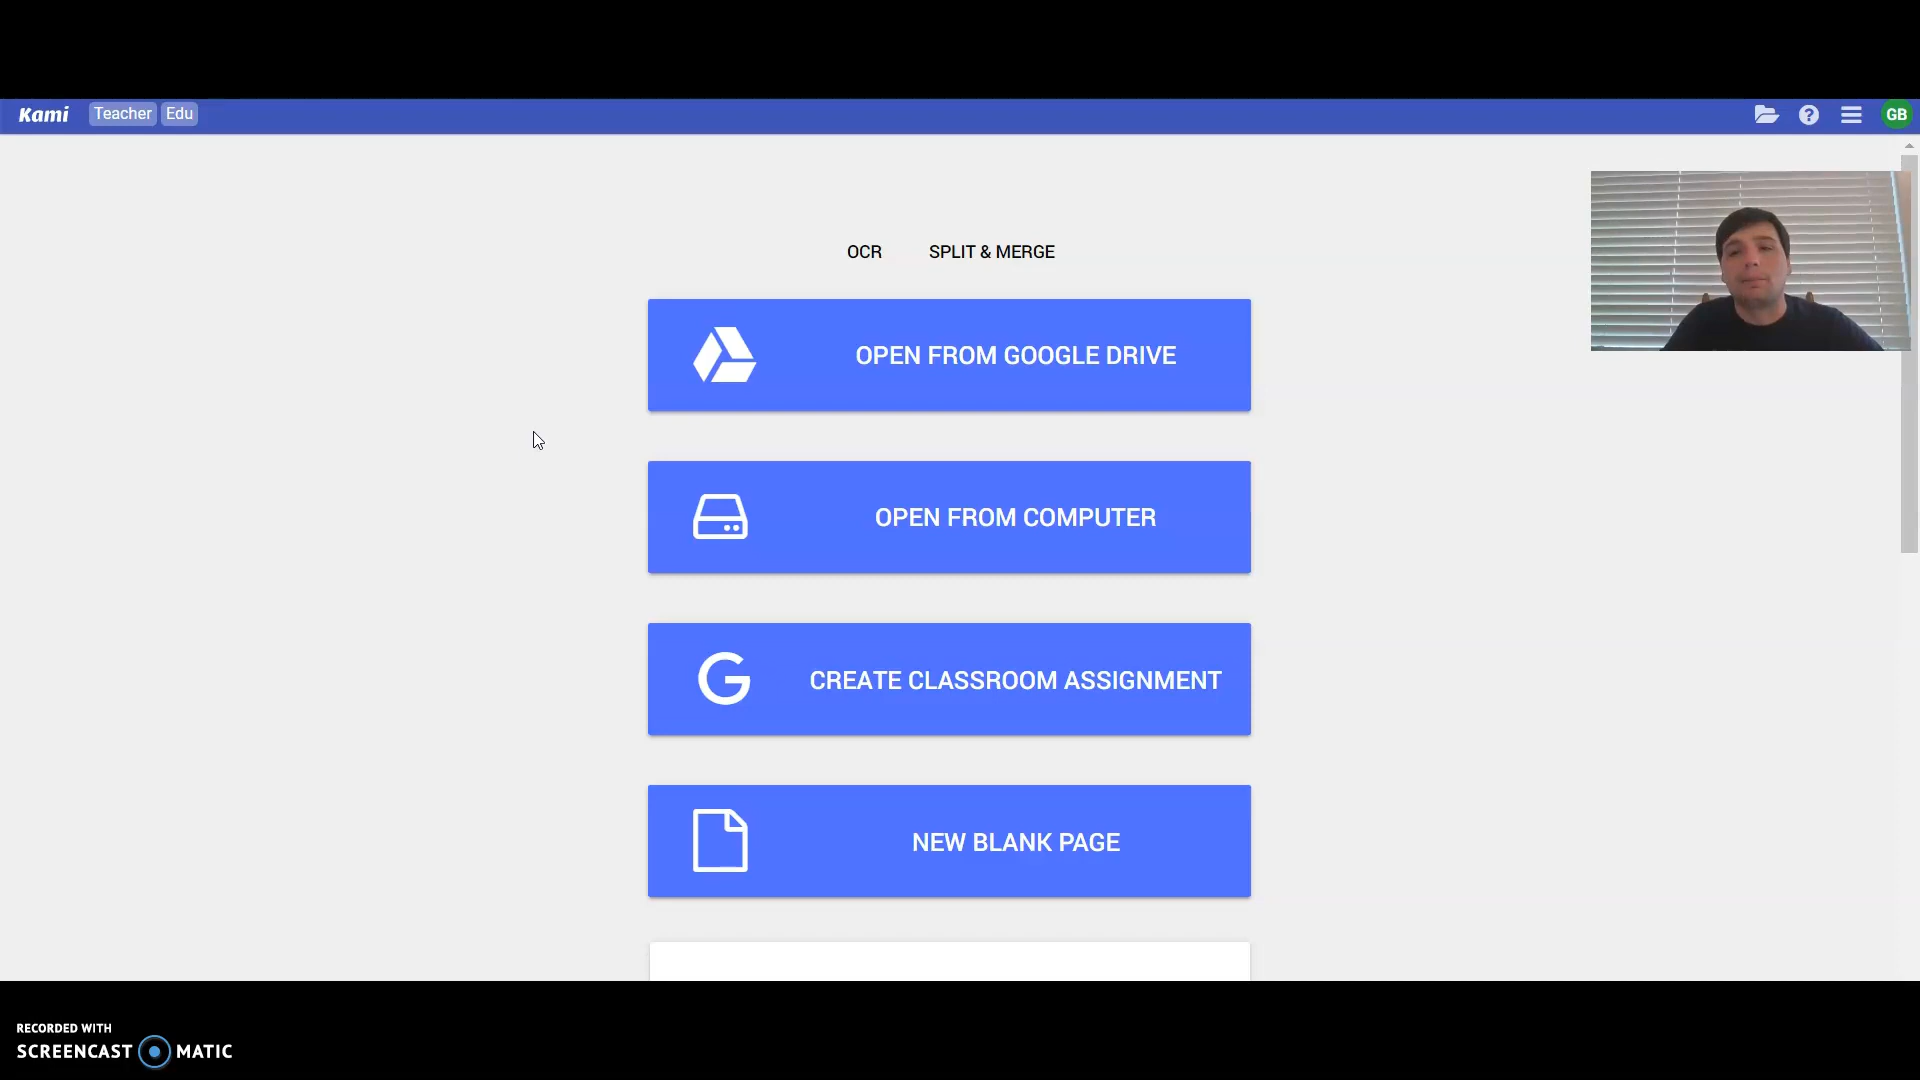 Kami Teacher Edu ? GB
OCR SPLIT & MERGE
OPEN FROM GOOGLE DRIVE
OPEN FROM COMPUTER
G CREATE CLASSROOM ASSIGNMENT
NEW BLANK PAGE
RECORDED WITH
SCREENCAST MATIC